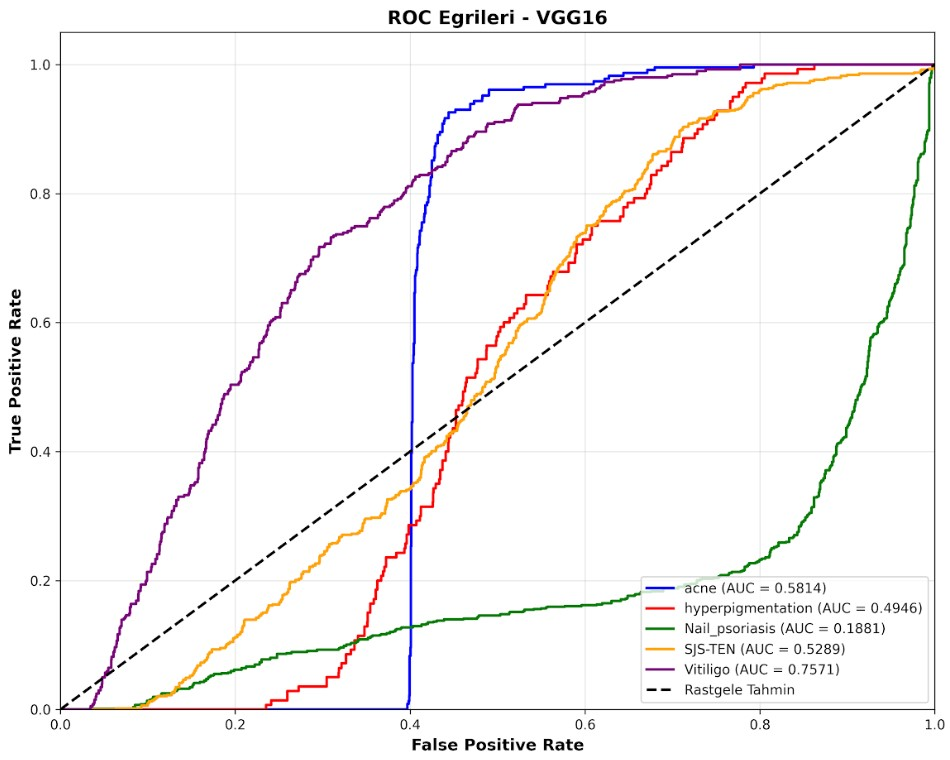 ROC Egrileri - VGG16
True Positive Rate
1.0
0.8
0.6
0.4
0.2
0.0
acne (AUC = 0.5814)
hyperpigmentation (AUC = 0.4946)
Nail_psoriasis (AUC = 0.1881)
SJS-TEN (AUC = 0.5289)
Vitiligo (AUC = 0.7571)
Rastgele Tahmin
0.0 0.2 0.4 0.6 0.8 1.0
False Positive Rate